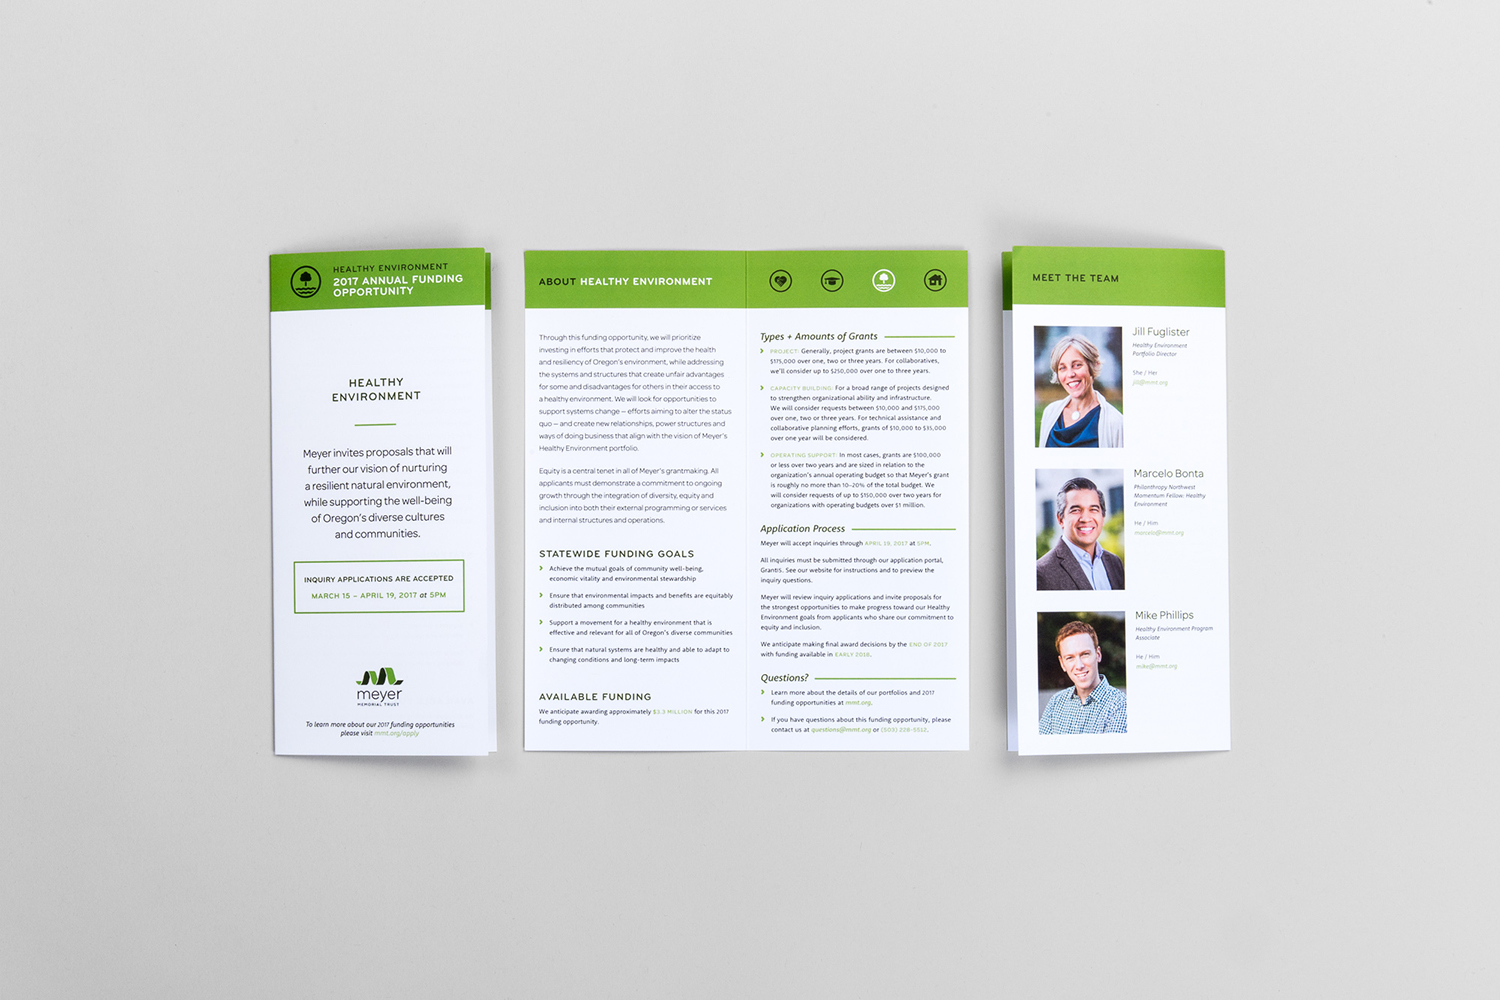 HEALTHY ENVIRONMENT
2017 ANNUAL FUNDING
OPPORTUNITY
HEALTHY
ENVIRONMENT
Meyer invites proposals that will
further our vision of nurturing
a resilient natural environment,
while supporting the well-being
of Oregon's diverse cultures
and communities.
INQUIRY APPLICATIONS ARE ACCEPTED
MARCH 15 – APRIL 19, 2017 at 5PM
meyer
MEMORIAL TRUST
To learn more about our 2017 funding opportunities
please visit mmt.org/apply
ABOUT HEALTHY ENVIRONMENT
Through this funding opportunity, we will prioritize
investing in efforts that protect and improve the health
and resiliency of Oregon's environment, while addressing
the systems and structures that create unfair advantages
for some and disadvantages for others in their access to
a healthy environment. We will look for opportunities to
support systems change – efforts aiming to alter the status
quo – and create new relationships, power structures and
ways of doing business that align with the vision of Meyer's
Healthy Environment portfolio.
Equity is a central tenet in all of Meyer's grantmaking. All
applicants must demonstrate a commitment to ongoing
growth through the integration of diversity, equity and
inclusion into both their external programming or services
and internal structures and operations.
STATEWIDE FUNDING GOALS
Achieve the mutual goals of community well-being,
economic vitality and environmental stewardship
Ensure that environmental impacts and benefits are equitably
distributed among communities
Support a movement for a healthy environment that is
effective and relevant for all of Oregon's diverse communities
Ensure that natural systems are healthy and able to adapt to
changing conditions and long-term impacts
AVAILABLE FUNDING
We anticipate awarding approximately $3.3 MILLION for this 2017
funding opportunity.
Types + Amounts of Grants
PROJECT: Generally, project grants are between $10,000 to
$175,000 over one, two or three years. For collaboratives,
we'll consider up to $250,000 over one to three years.
CAPACITY BUILDING: For a broad range of projects designed
to strengthen organizational ability and infrastructure.
We will consider requests between $10,000 and $175,000
over one, two or three years. For technical assistance and
collaborative planning efforts, grants of $10,000 to $35,000
over one year will be considered.
OPERATING SUPPORT: In most cases, grants are $100,000
or less over two years and are sized in relation to the
organization's annual operating budget so that Meyer's grant
is roughly no more than 10–20% of the total budget. We
will consider requests of up to $150,000 over two years for
organizations with operating budgets over $1 million.
Application Process
Meyer will accept inquiries through APRIL 19, 2017 at 5PM.
All inquiries must be submitted through our application portal,
GrantIS. See our website for instructions and to preview the
inquiry questions.
Meyer will review inquiry applications and invite proposals for
the strongest opportunities to make progress toward our Healthy
Environment goals from applicants who share our commitment to
equity and inclusion.
We anticipate making final award decisions by the END OF 2017
with funding available in EARLY 2018.
Questions?
Learn more about the details of our portfolios and 2017
funding opportunities at mmt.org.
If you have questions about this funding opportunity, please
contact us at questions@mmt.org or (503) 228-5512.
MEET THE TEAM
Jill Fuglister
Healthy Environment
Portfolio Director
She / Her
jill@mmt.org
Marcelo Bonta
Philanthropy Northwest
Momentum Fellow: Healthy
Environment
He / Him
marcelo@mmt.org
Mike Phillips
Healthy Environment Program
Associate
He / Him
mike@mmt.org